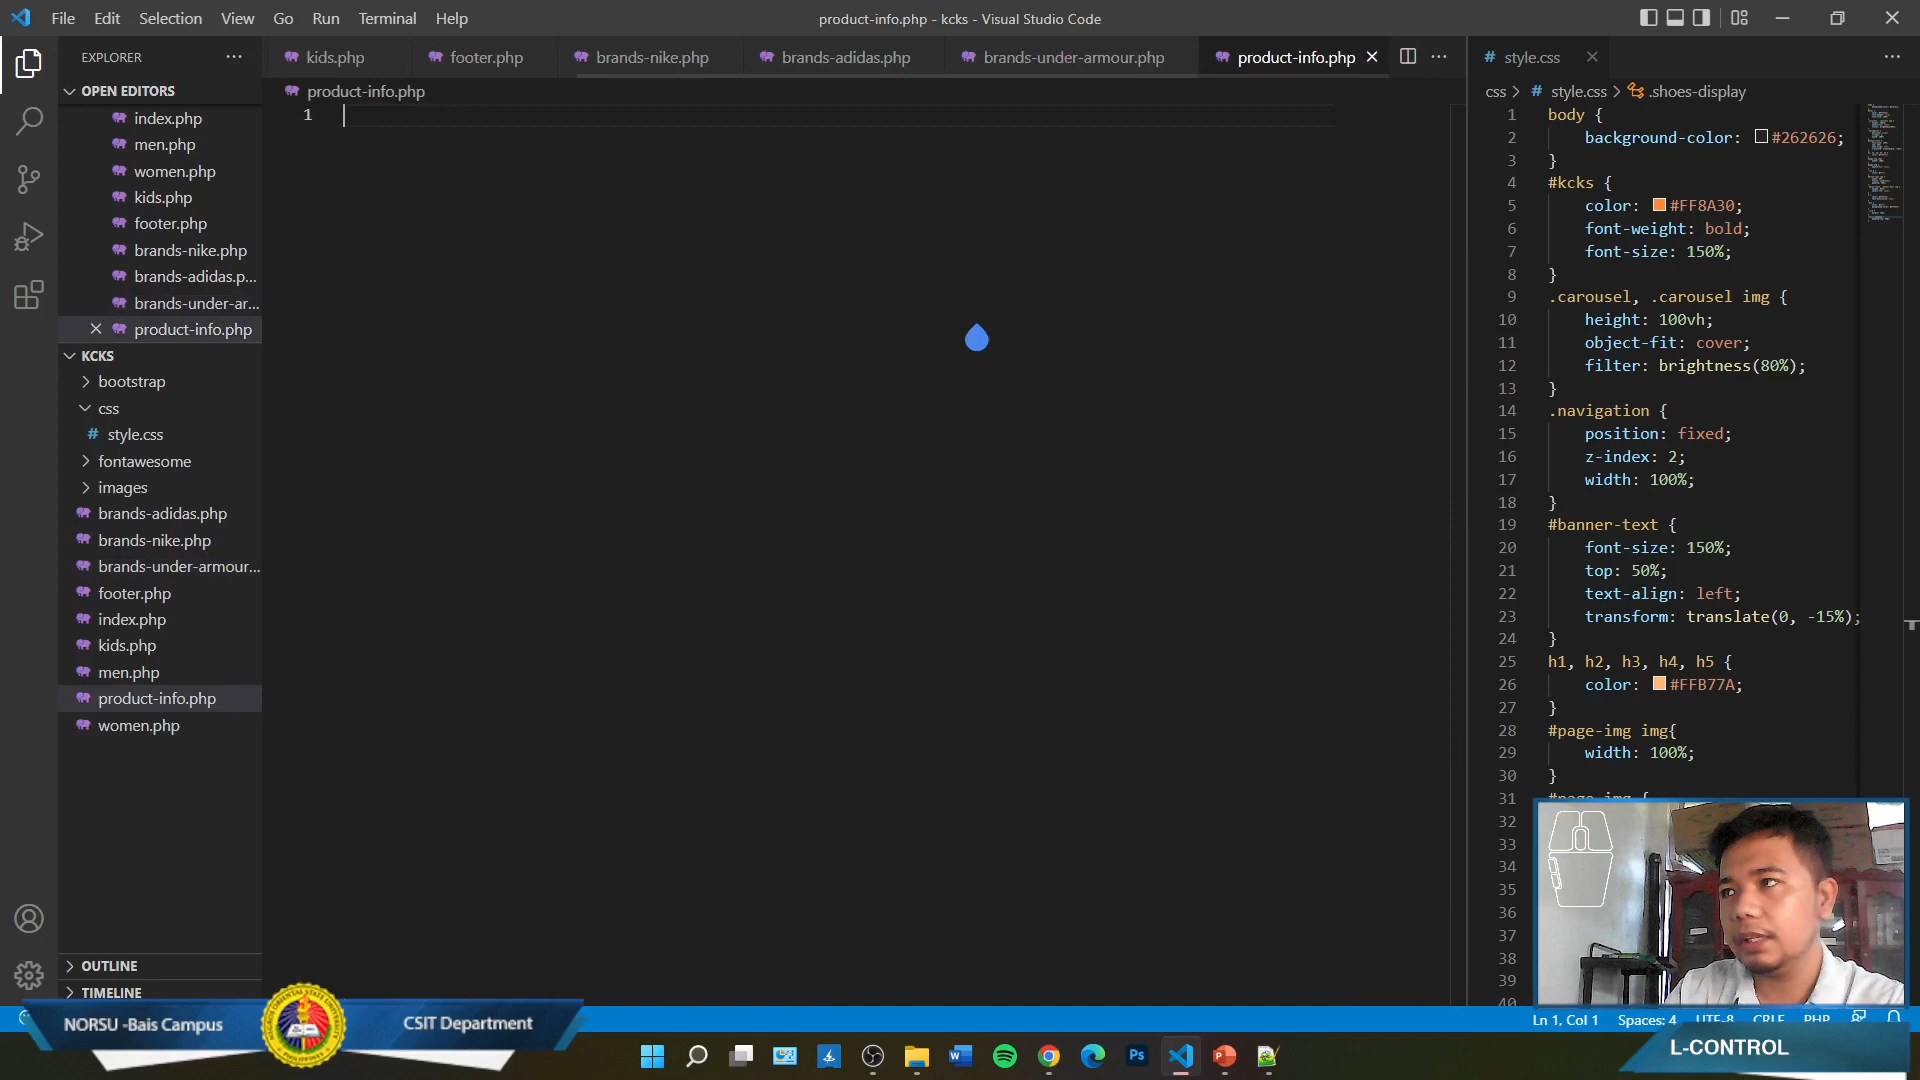 File Edit Selection View Go Run Terminal Help
product-info.php - kcks - Visual Studio Code
EXPLORER
OPEN EDITORS
index.php
men.php
women.php
kids.php
footer.php
brands-nike.php
brands-adidas.p...
brands-under-ar...
product-info.php
KCKS
bootstrap
css
style.css
fontawesome
images
brands-adidas.php
brands-nike.php
brands-under-armour...
footer.php
index.php
kids.php
men.php
product-info.php
women.php
OUTLINE
TIMELINE
kids.php footer.php brands-nike.php brands-adidas.php brands-under-armour.php product-info.php
product-info.php
1
style.css
css > style.css > .shoes-display
1 body {
2 background-color: #262626;
3 }
4 #kcks {
5 color: #FF8A30;
6 font-weight: bold;
7 font-size: 150%;
8 }
9 .carousel, .carousel img {
10 height: 100vh;
11 object-fit: cover;
12 filter: brightness(80%);
13 }
14 .navigation {
15 position: fixed;
16 z-index: 2;
17 width: 100%;
18 }
19 #banner-text {
20 font-size: 150%;
21 top: 50%;
22 text-align: left;
23 transform: translate(0, -15%);
24 }
25 h1, h2, h3, h4, h5 {
26 color: #FFB77A;
27 }
28 #page-img img{
29 width: 100%;
30 }
31 #page-img {
32
33
34
35
36
37
38
39
40
Ln 1, Col 1 Spaces: 4 UTF-8 CRLF PHP
NORSU -Bais Campus
CSIT Department
L-CONTROL